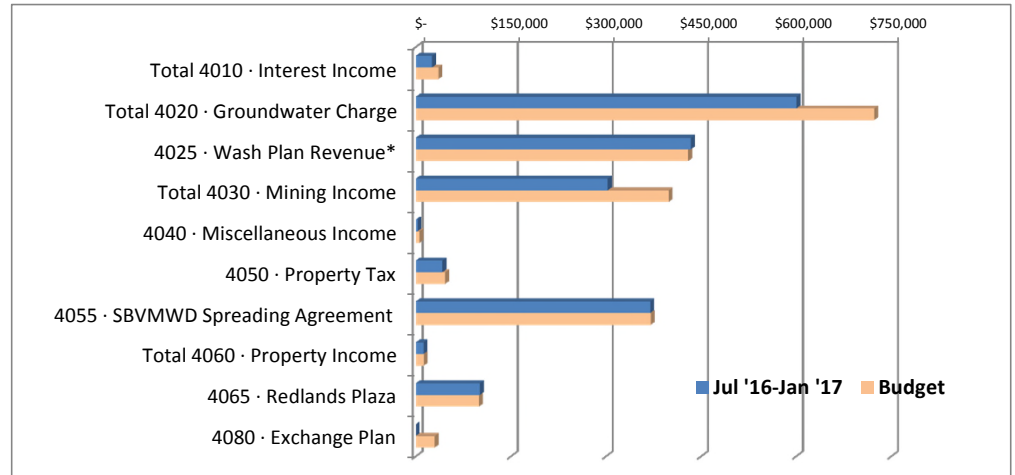 $- $150,000 $300,000 $450,000 $600,000 $750,000
Total 4010 · Interest Income
Total 4020 · Groundwater Charge
4025 · Wash Plan Revenue*
Total 4030 · Mining Income
4040 · Miscellaneous Income
4050 · Property Tax
4055 · SBVMWD Spreading Agreement
Total 4060 · Property Income
4065 · Redlands Plaza
4080 · Exchange Plan
Jul '16-Jan '17 Budget